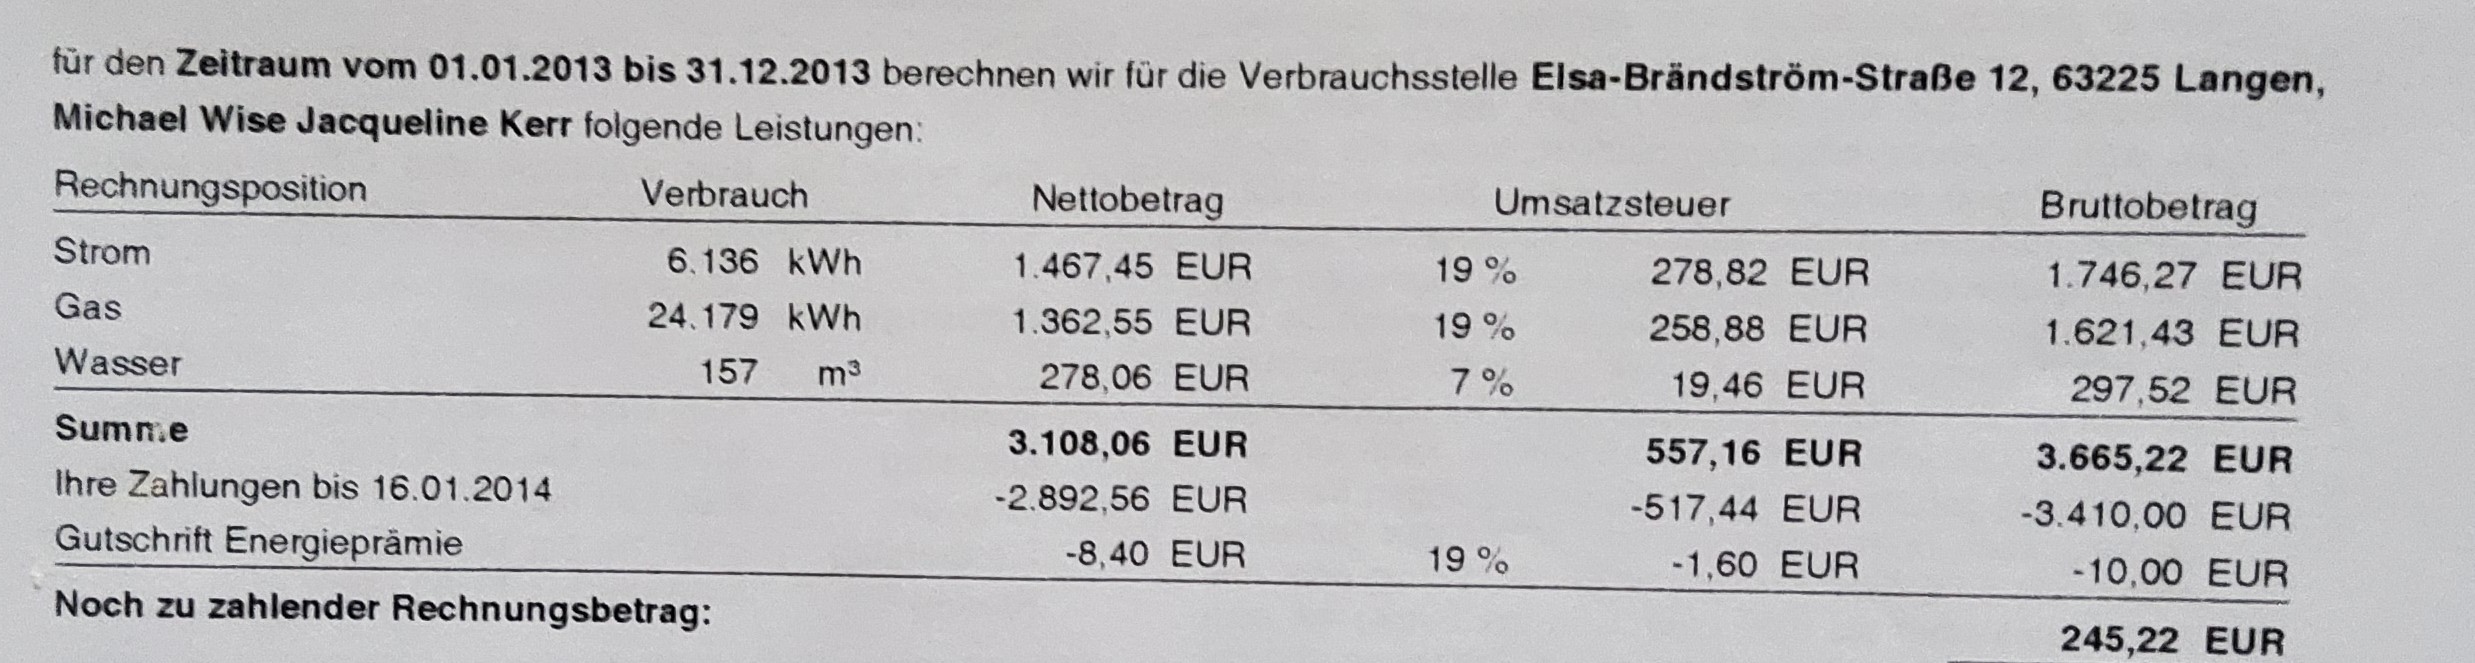 für den Zeitraum vom 01.01.2013 bis 31.12.2013 berechnen wir für die Verbrauchsstelle Elsa-Brändström-Straße 12, 63225 Langen,
Michael Wise Jacqueline Kerr folgende Leistungen:
Rechnungsposition Verbrauch Nettobetrag Umsatzsteuer Bruttobetrag
Strom 6.136 kWh 1.467,45 EUR 19 % 278,82 EUR 1.746,27 EUR
Gas 24.179 kWh 1.362,55 EUR 19 % 258,88 EUR 1.621,43 EUR
Wasser 157 m³ 278,06 EUR 7 % 19,46 EUR 297,52 EUR
Summe 3.108,06 EUR 557,16 EUR 3.665,22 EUR
Ihre Zahlungen bis 16.01.2014 -2.892,56 EUR -517,44 EUR -3.410,00 EUR
Gutschrift Energieprämie -8,40 EUR 19 % -1,60 EUR -10,00 EUR
Noch zu zahlender Rechnungsbetrag: 245,22 EUR